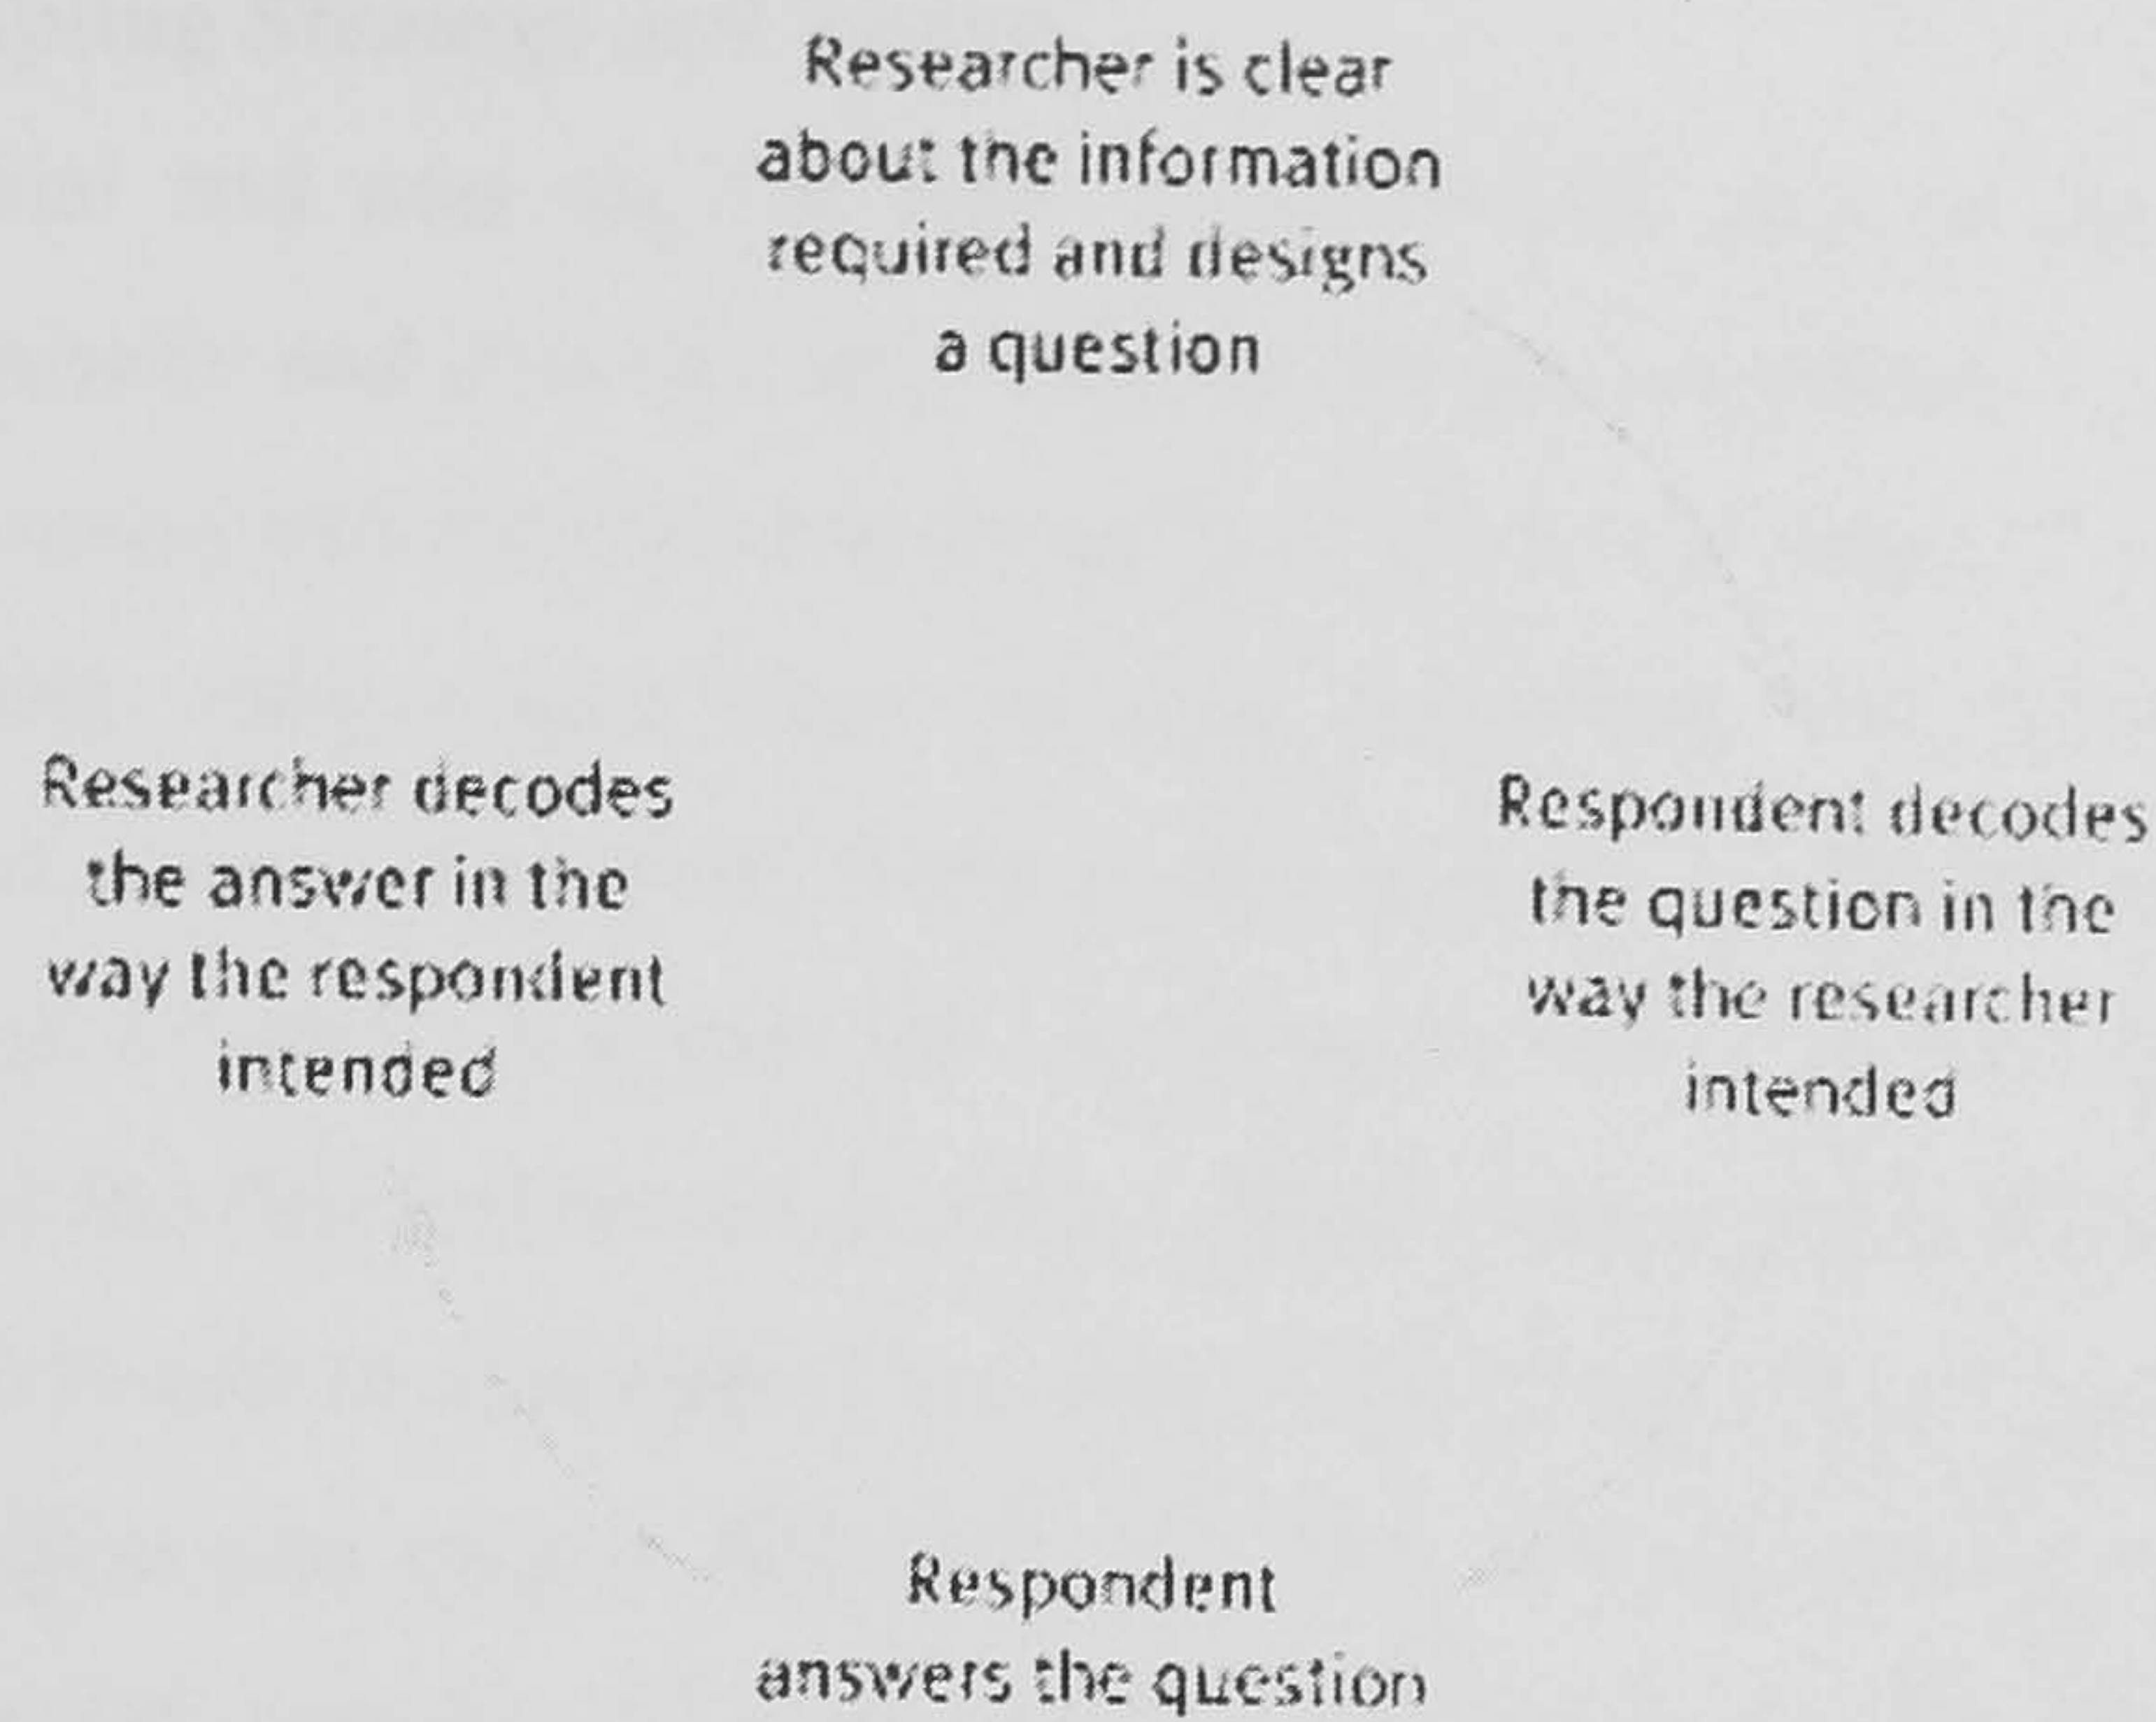 Researcher is clear
about the information
required and designs
a question
Researcher decodes
the answer in the
way the respondent
intended
Respondent decodes
the question in the
way the researcher
intended
Respondent
answers the question